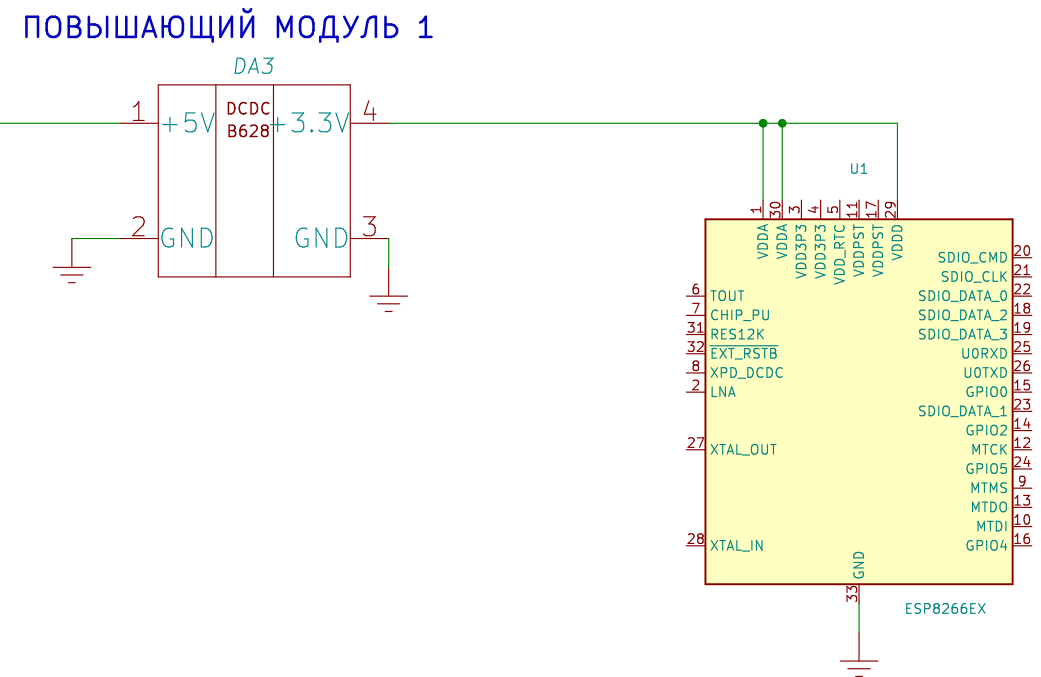 ПОВЫШАЮЩИЙ МОДУЛЬ 1
DA3
1
+5V
DCDC
B628
+3.3V
4
2
GND
GND
3
U1
1
30
3
4
5
11
17
29
VDDA
VDDA
VDD3P3
VDD3P3
VDD_RTC
VDDPST
VDDPST
VDDD
6 TOUT
7 CHIP_PU
31 RES12K
32 EXT_RSTB
8 XPD_DCDC
2 LNA
27 XTAL_OUT
28 XTAL_IN
SDIO_CMD 20
SDIO_CLK 21
SDIO_DATA_0 22
SDIO_DATA_2 18
SDIO_DATA_3 19
U0RXD 25
U0TXD 26
GPIO0 15
SDIO_DATA_1 23
GPIO2 14
MTCK 12
GPIO5 24
MTMS 9
MTDO 13
MTDI 10
GPIO4 16
GND
33
ESP8266EX